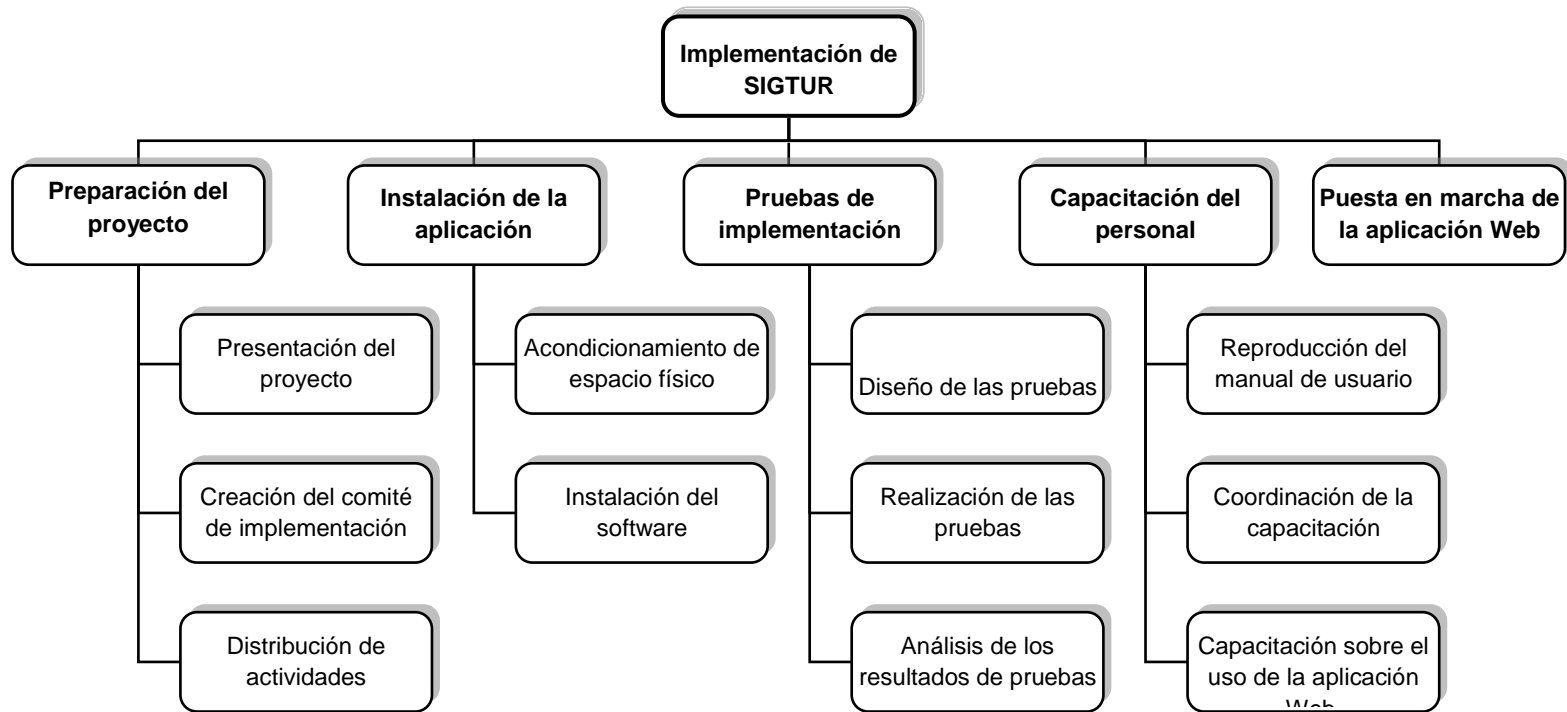 Implementación de
SIGTUR
Preparación del
proyecto
Instalación de la
aplicación
Pruebas de
implementación
Capacitación del
personal
Puesta en marcha de
la aplicación Web
Presentación del
proyecto
Creación del comité
de implementación
Distribución de
actividades
Acondicionamiento de
espacio físico
Instalación del
software
Diseño de las pruebas
Realización de las
pruebas
Análisis de los
resultados de pruebas
Reproducción del
manual de usuario
Coordinación de la
capacitación
Capacitación sobre el
uso de la aplicación
Web